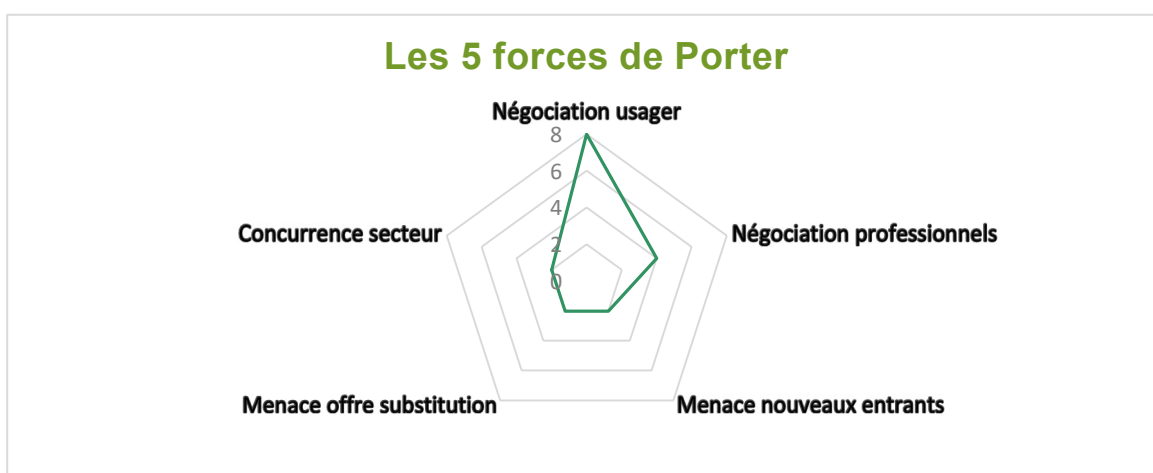 Les 5 forces de Porter
Négociation usager
8
6
4
2
0
Concurrence secteur
Négociation professionnels
Menace offre substitution
Menace nouveaux entrants